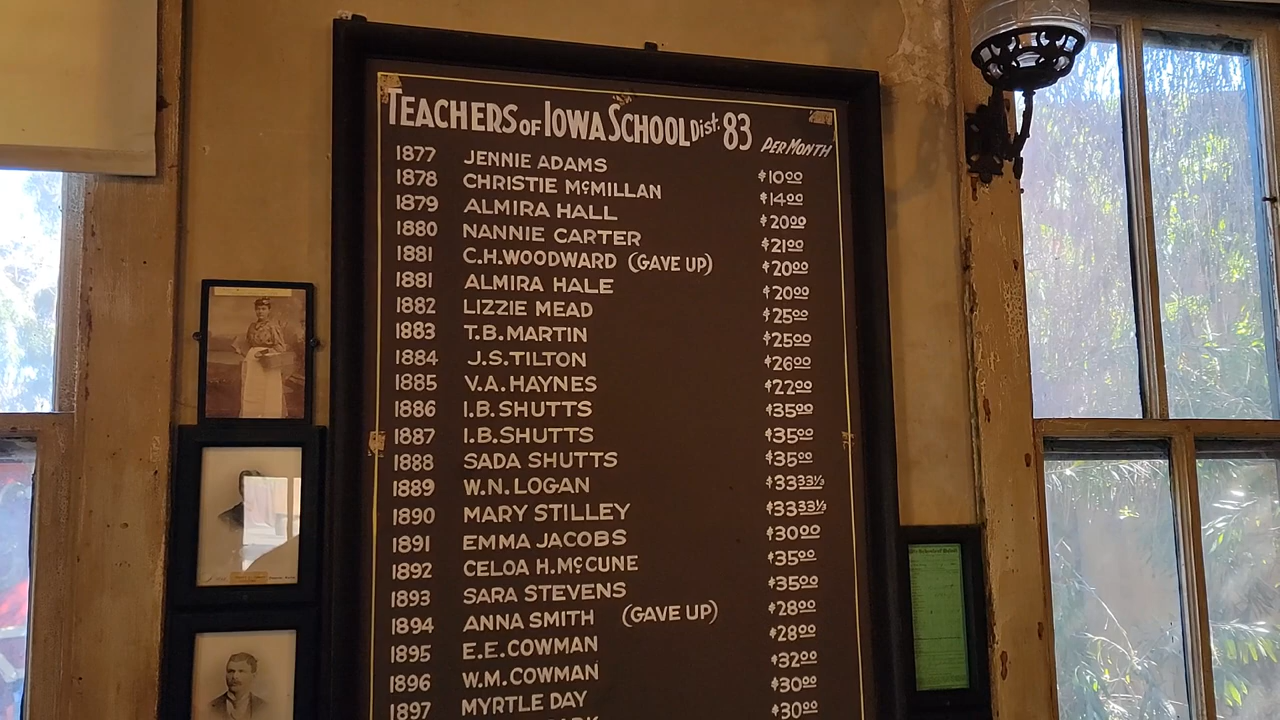 TEACHERS OF IOWA SCHOOL Dist. 83 PER MONTH
1877 JENNIE ADAMS $10.00
1878 CHRISTIE McMILLAN $14.00
1879 ALMIRA HALL $20.00
1880 NANNIE CARTER $21.00
1881 C.H. WOODWARD (GAVE UP) $20.00
1881 ALMIRA HALE $20.00
1882 LIZZIE MEAD $25.00
1883 T.B. MARTIN $25.00
1884 J.S. TILTON $26.00
1885 V.A. HAYNES $22.00
1886 I.B. SHUTTS $35.00
1887 I.B. SHUTTS $35.00
1888 SADA SHUTTS $35.00
1889 W.N. LOGAN $33.33⅓
1890 MARY STILLEY $33.33⅓
1891 EMMA JACOBS $30.00
1892 CELOA H. McCUNE $35.00
1893 SARA STEVENS $35.00
1894 ANNA SMITH (GAVE UP) $28.00
1895 E.E. COWMAN $28.00
1896 W.M. COWMAN $32.00
1897 MYRTLE DAY $30.00
$30.00